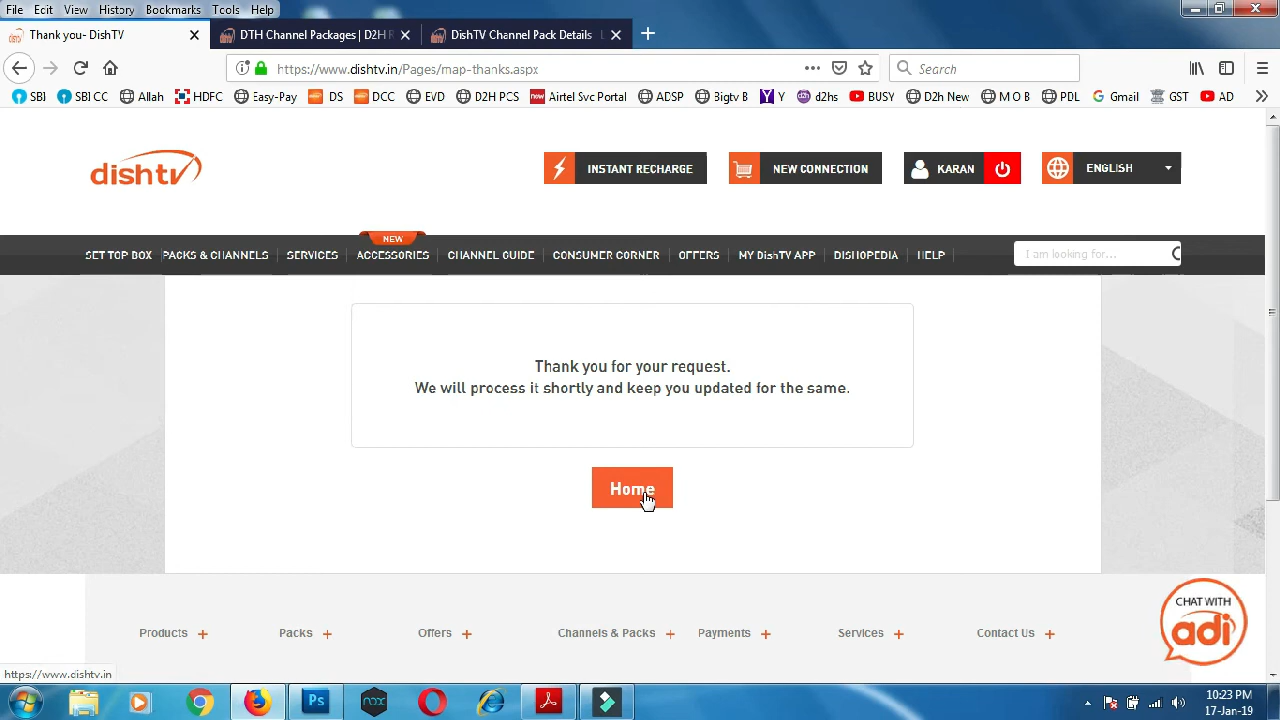 File Edit View History Bookmarks Tools Help
Thank you- DishTV
DTH Channel Packages | D2H R
DishTV Channel Pack Details
https://www.dishtv.in/Pages/map-thanks.aspx
Search
SBI SBI CC Allah HDFC Easy-Pay DS DCC EVD D2H PCS Airtel Svc Portal ADSP Bigtv B Y d2hs BUSY D2h New M O B PDL Gmail GST AD
dishtv
INSTANT RECHARGE
NEW CONNECTION
KARAN
ENGLISH
NEW
SET TOP BOX PACKS & CHANNELS SERVICES ACCESSORIES CHANNEL GUIDE CONSUMER CORNER OFFERS MY DishTV APP DISHOPEDIA HELP
I am looking for...
Thank you for your request.
We will process it shortly and keep you updated for the same.
Home
CHAT WITH
adi
Products + Packs + Offers + Channels & Packs + Payments + Services + Contact Us +
https://www.dishtv.in
Ps
nox
10:23 PM
17-Jan-19